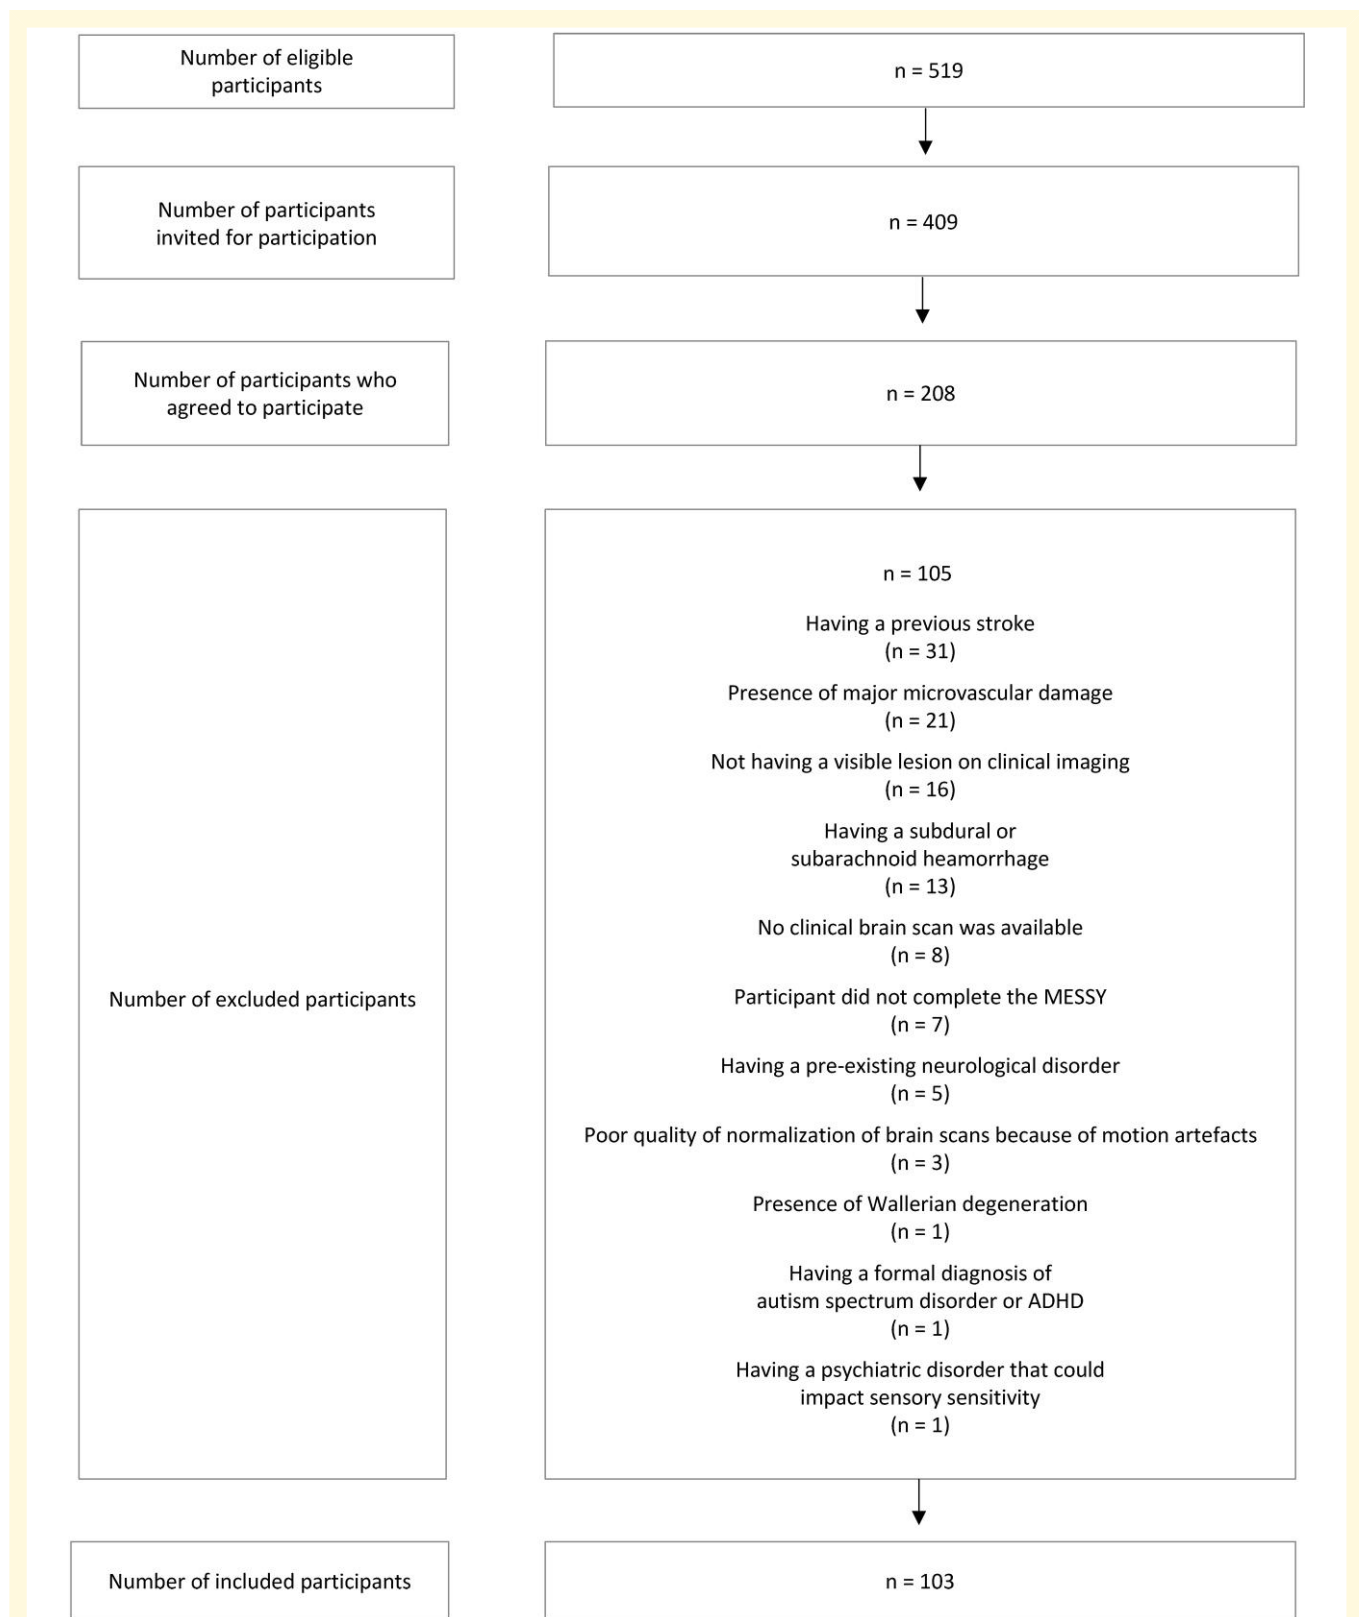 Number of eligible
participants
n = 519
Number of participants
invited for participation
n = 409
Number of participants who
agreed to participate
n = 208
Number of excluded participants
n = 105
Having a previous stroke
(n = 31)
Presence of major microvascular damage
(n = 21)
Not having a visible lesion on clinical imaging
(n = 16)
Having a subdural or
subarachnoid heamorrhage
(n = 13)
No clinical brain scan was available
(n = 8)
Participant did not complete the MESSY
(n = 7)
Having a pre-existing neurological disorder
(n = 5)
Poor quality of normalization of brain scans because of motion artefacts
(n = 3)
Presence of Wallerian degeneration
(n = 1)
Having a formal diagnosis of
autism spectrum disorder or ADHD
(n = 1)
Having a psychiatric disorder that could
impact sensory sensitivity
(n = 1)
Number of included participants
n = 103